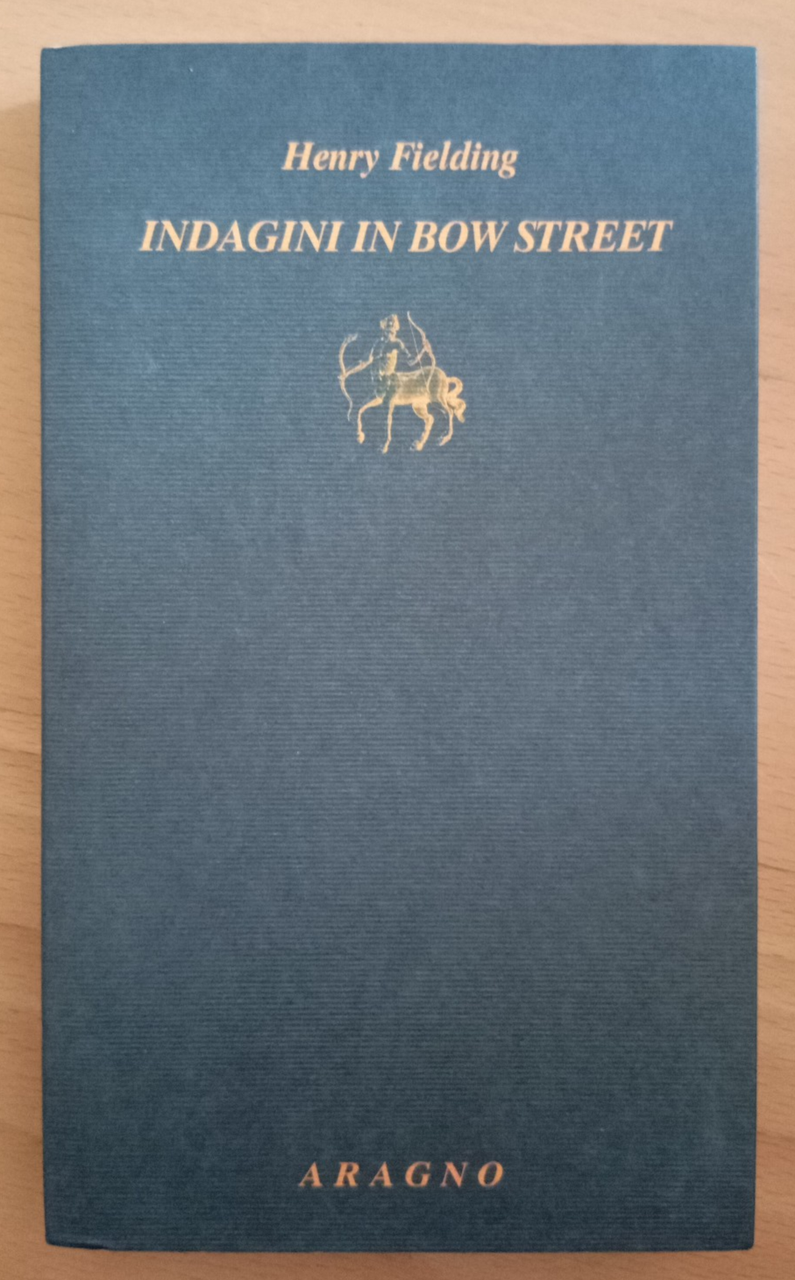 Henry Fielding
INDAGINI IN BOW STREET
ARAGNO